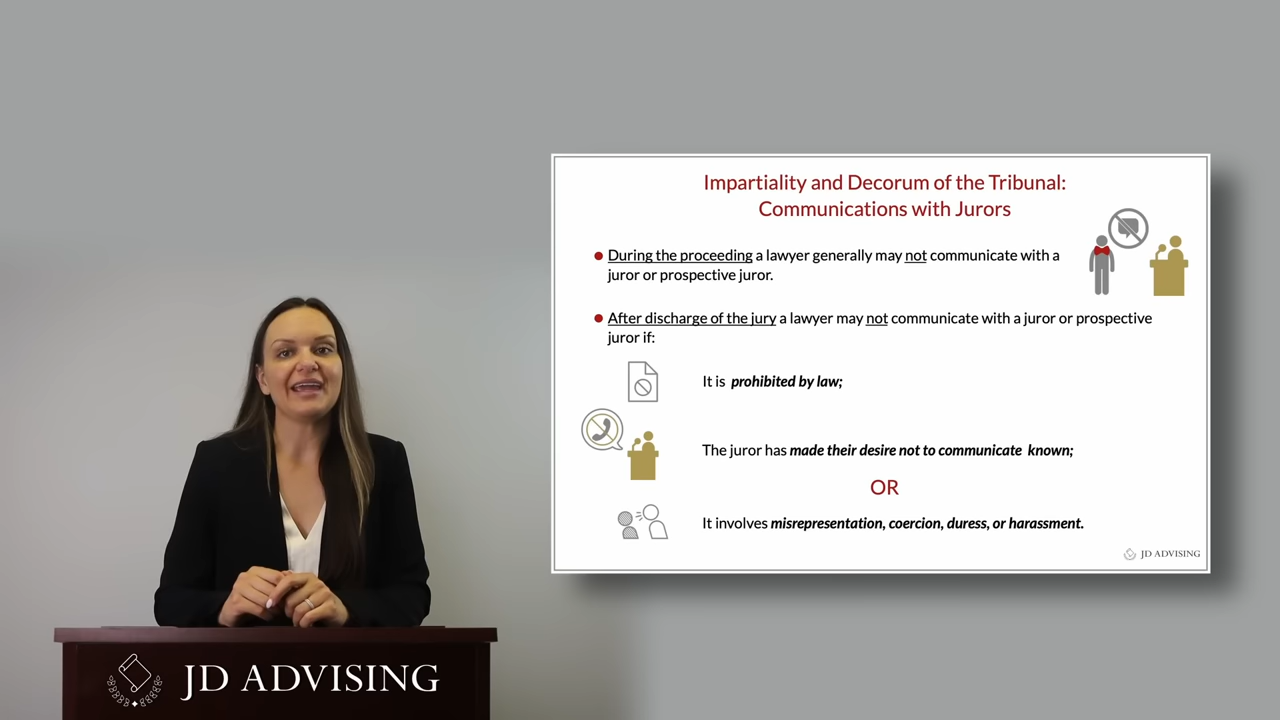 Impartiality and Decorum of the Tribunal:
Communications with Jurors
During the proceeding a lawyer generally may not communicate with a
juror or prospective juror.
After discharge of the jury a lawyer may not communicate with a juror or prospective
juror if:
It is prohibited by law;
The juror has made their desire not to communicate known;
OR
It involves misrepresentation, coercion, duress, or harassment.
JD ADVISING
JD ADVISING